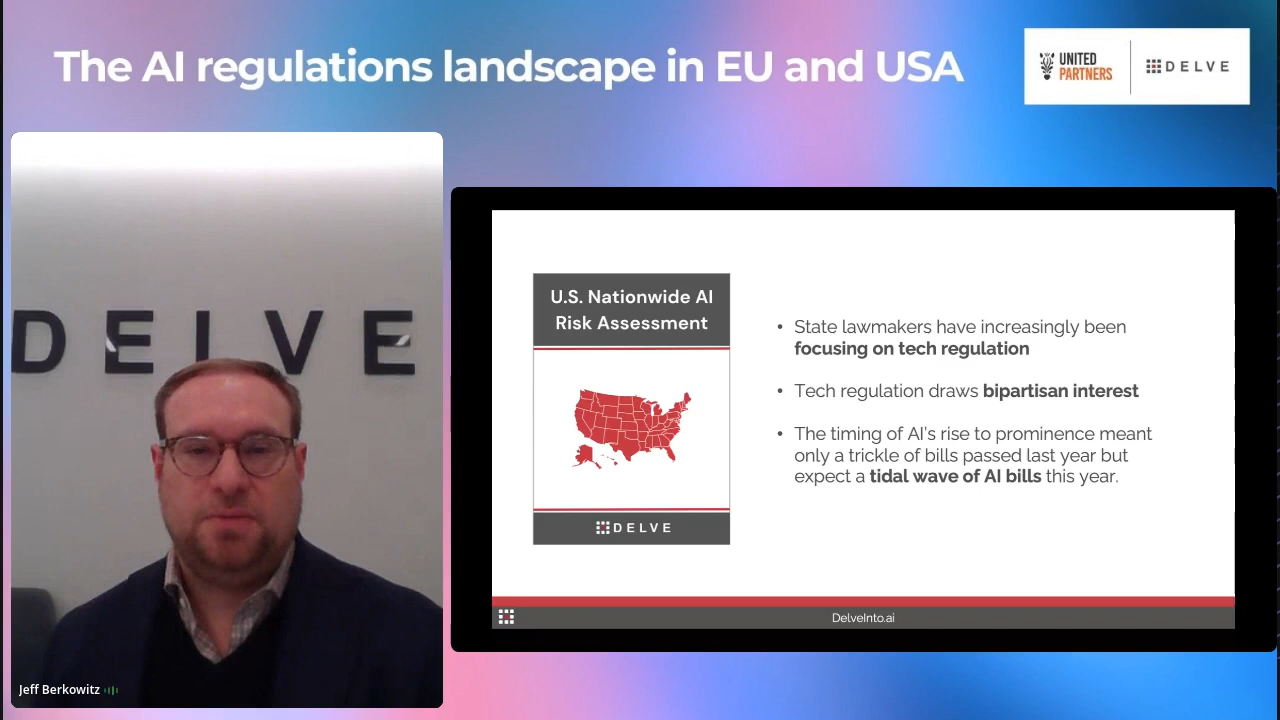 The AI regulations landscape in EU and USA
UNITED
PARTNERS
DELVE
DELVE
Jeff Berkowitz
U.S. Nationwide AI
Risk Assessment
DELVE
• State lawmakers have increasingly been
focusing on tech regulation
• Tech regulation draws bipartisan interest
• The timing of AI's rise to prominence meant
only a trickle of bills passed last year but
expect a tidal wave of AI bills this year.
DelveInto.ai